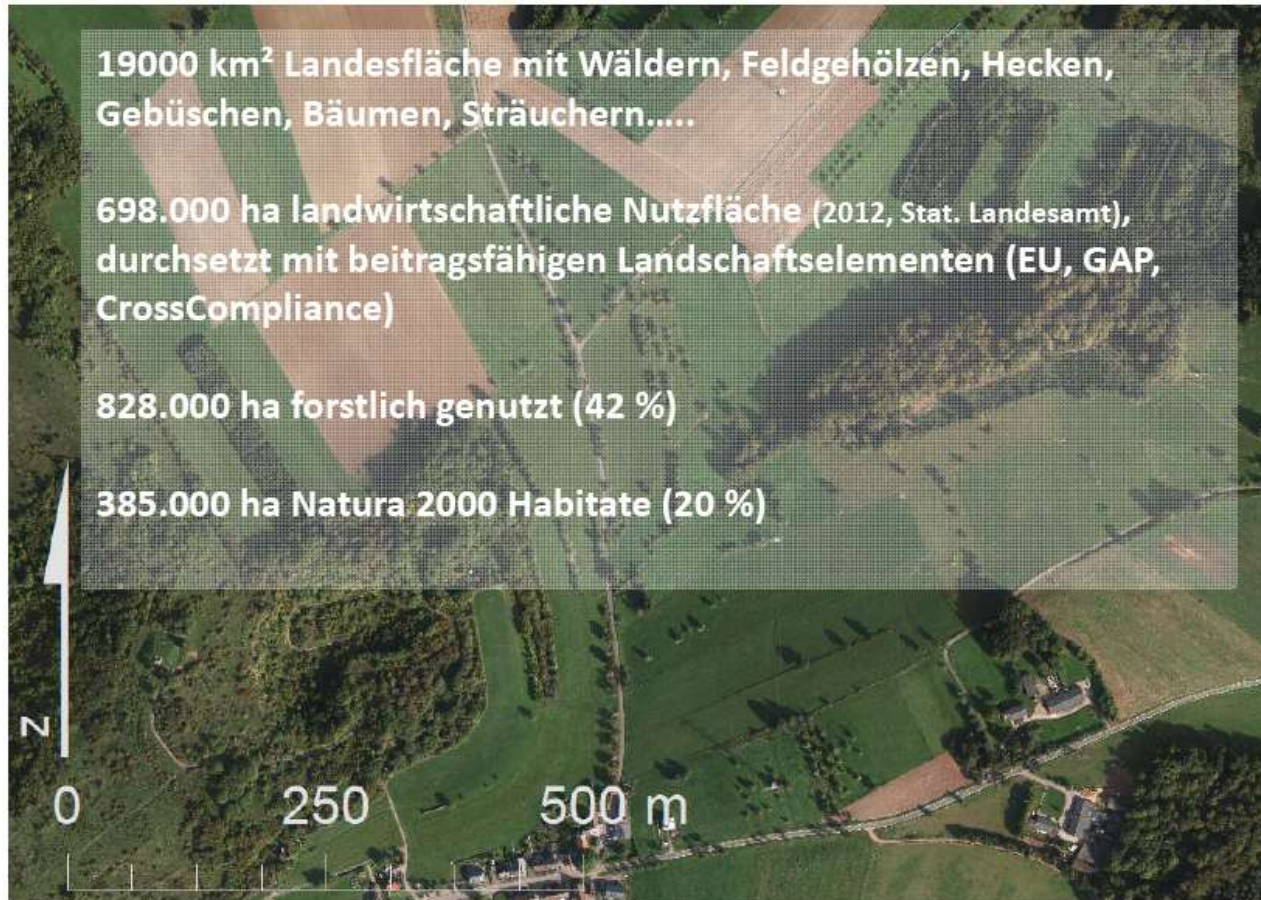 19000 km² Landesfläche mit Wäldern, Feldgehölzen, Hecken,
Gebüschen, Bäumen, Sträuchern.....
698.000 ha landwirtschaftliche Nutzfläche (2012, Stat. Landesamt),
durchsetzt mit beitragsfähigen Landschaftselementen (EU, GAP,
CrossCompliance)
828.000 ha forstlich genutzt (42 %)
385.000 ha Natura 2000 Habitate (20 %)
N
0 250 500 m